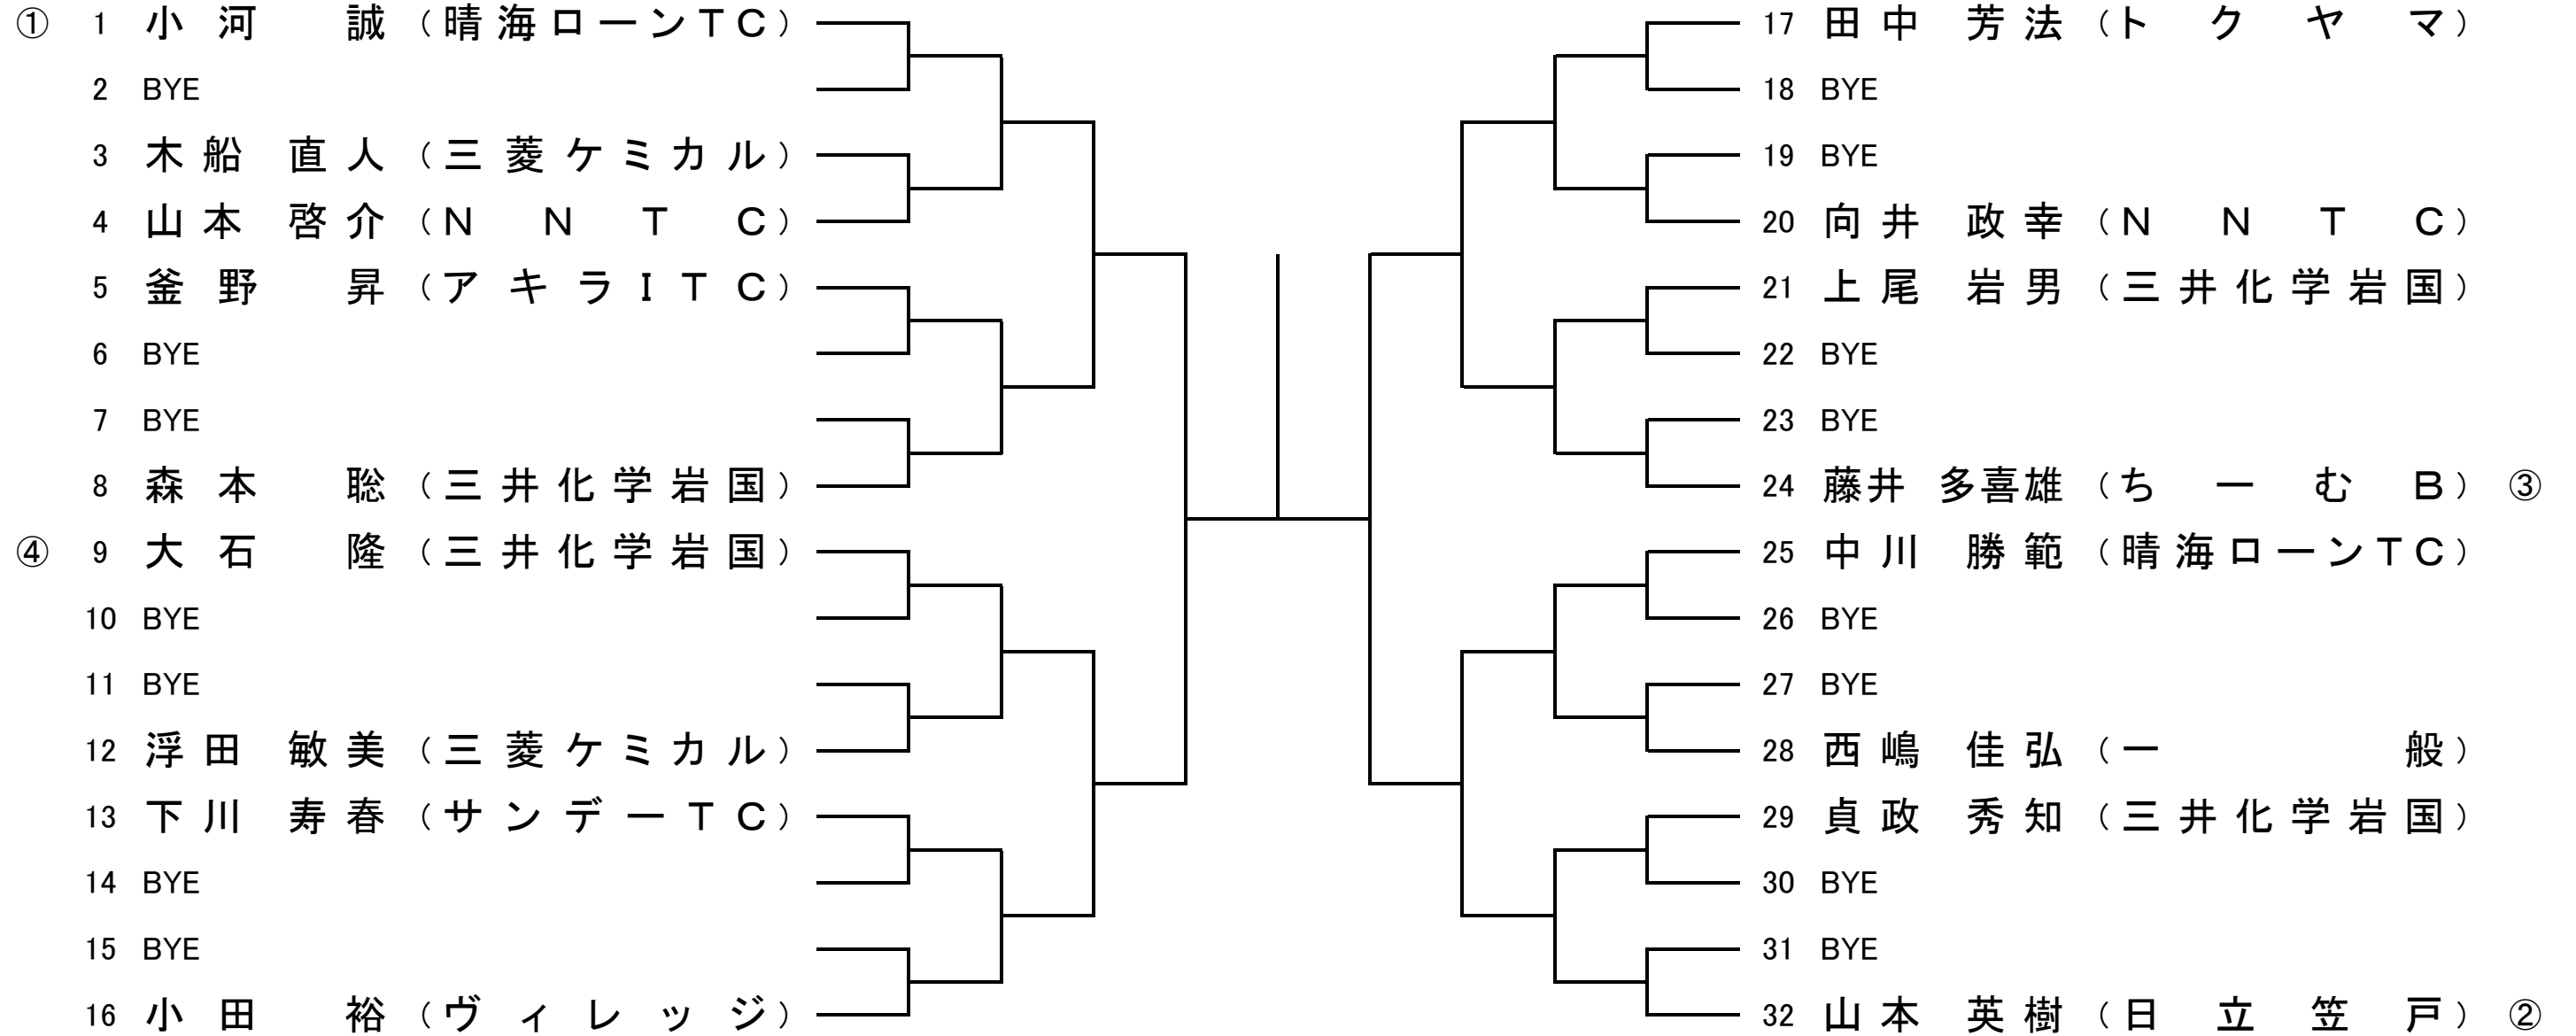 ① 1 小河 誠 (晴海ローンTC)
2 BYE
3 木船 直人 (三菱ケミカル)
4 山本 啓介 (NNTC)
5 釜野 昇 (アキラITC)
6 BYE
7 BYE
8 森本 聡 (三井化学岩国)
④ 9 大石 隆 (三井化学岩国)
10 BYE
11 BYE
12 浮田 敏美 (三菱ケミカル)
13 下川 寿春 (サンデーTC)
14 BYE
15 BYE
16 小田 裕 (ヴィレッジ)
17 田中 芳法 (トクヤマ)
18 BYE
19 BYE
20 向井 政幸 (NNTC)
21 上尾 岩男 (三井化学岩国)
22 BYE
23 BYE
24 藤井 多喜雄 (ちーむB) ③
25 中川 勝範 (晴海ローンTC)
26 BYE
27 BYE
28 西嶋 佳弘 (一般)
29 貞政 秀知 (三井化学岩国)
30 BYE
31 BYE
32 山本 英樹 (日立笠戸) ②